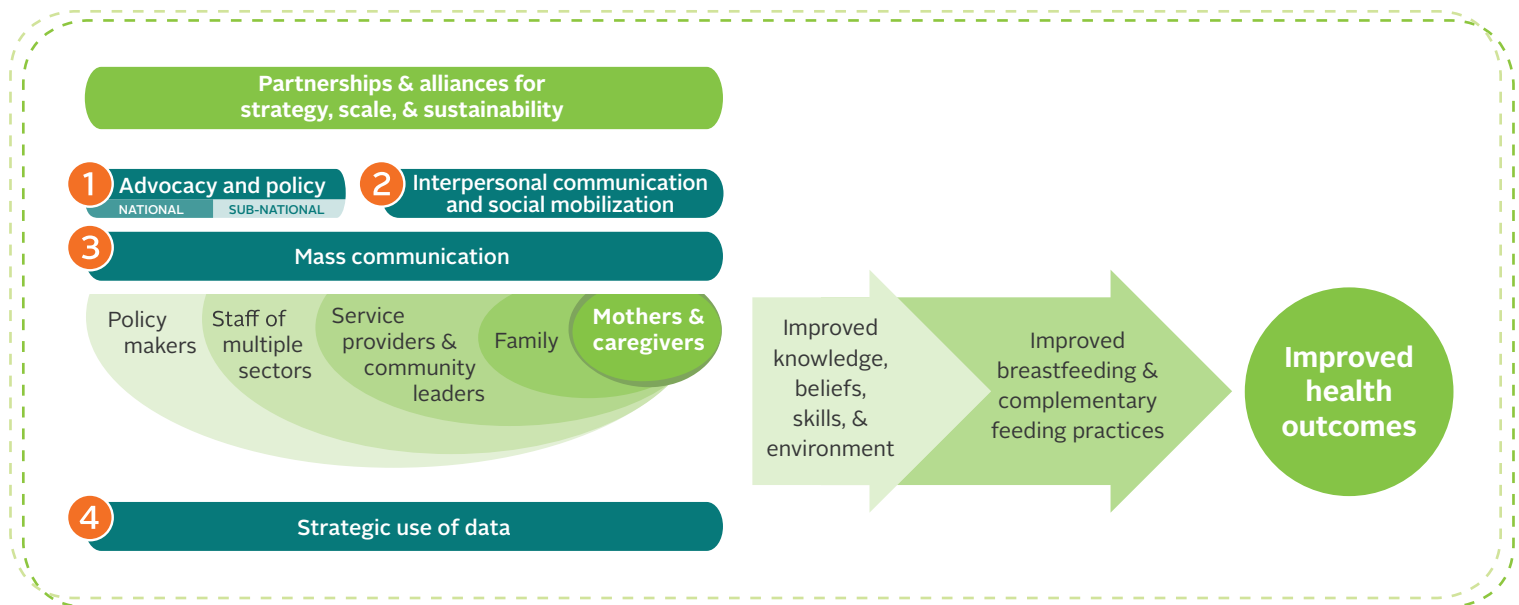 Partnerships & alliances for
strategy, scale, & sustainability
1
Advocacy and policy
NATIONAL
SUB-NATIONAL
2
Interpersonal communication
and social mobilization
3
Mass communication
Policy
makers
Staff of
multiple
sectors
Service
providers &
community
leaders
Family
Mothers &
caregivers
4
Strategic use of data
Improved
knowledge,
beliefs,
skills, &
environment
Improved
breastfeeding &
complementary
feeding practices
Improved
health
outcomes